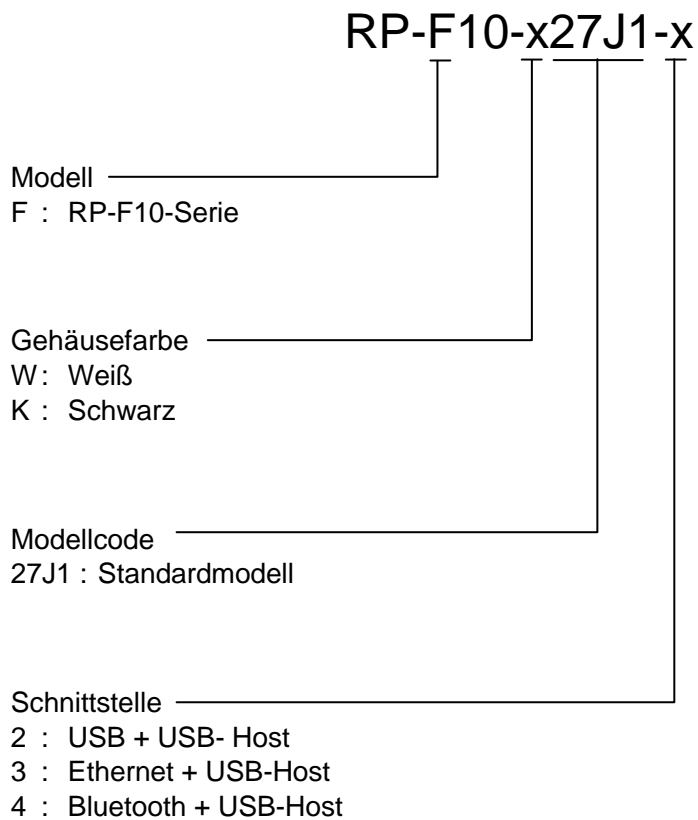 RP-F10-x27J1-x
Modell
F : RP-F10-Serie
Gehäusefarbe
W: Weiß
K : Schwarz
Modellcode
27J1 : Standardmodell
Schnittstelle
2 : USB + USB- Host
3 : Ethernet + USB-Host
4 : Bluetooth + USB-Host